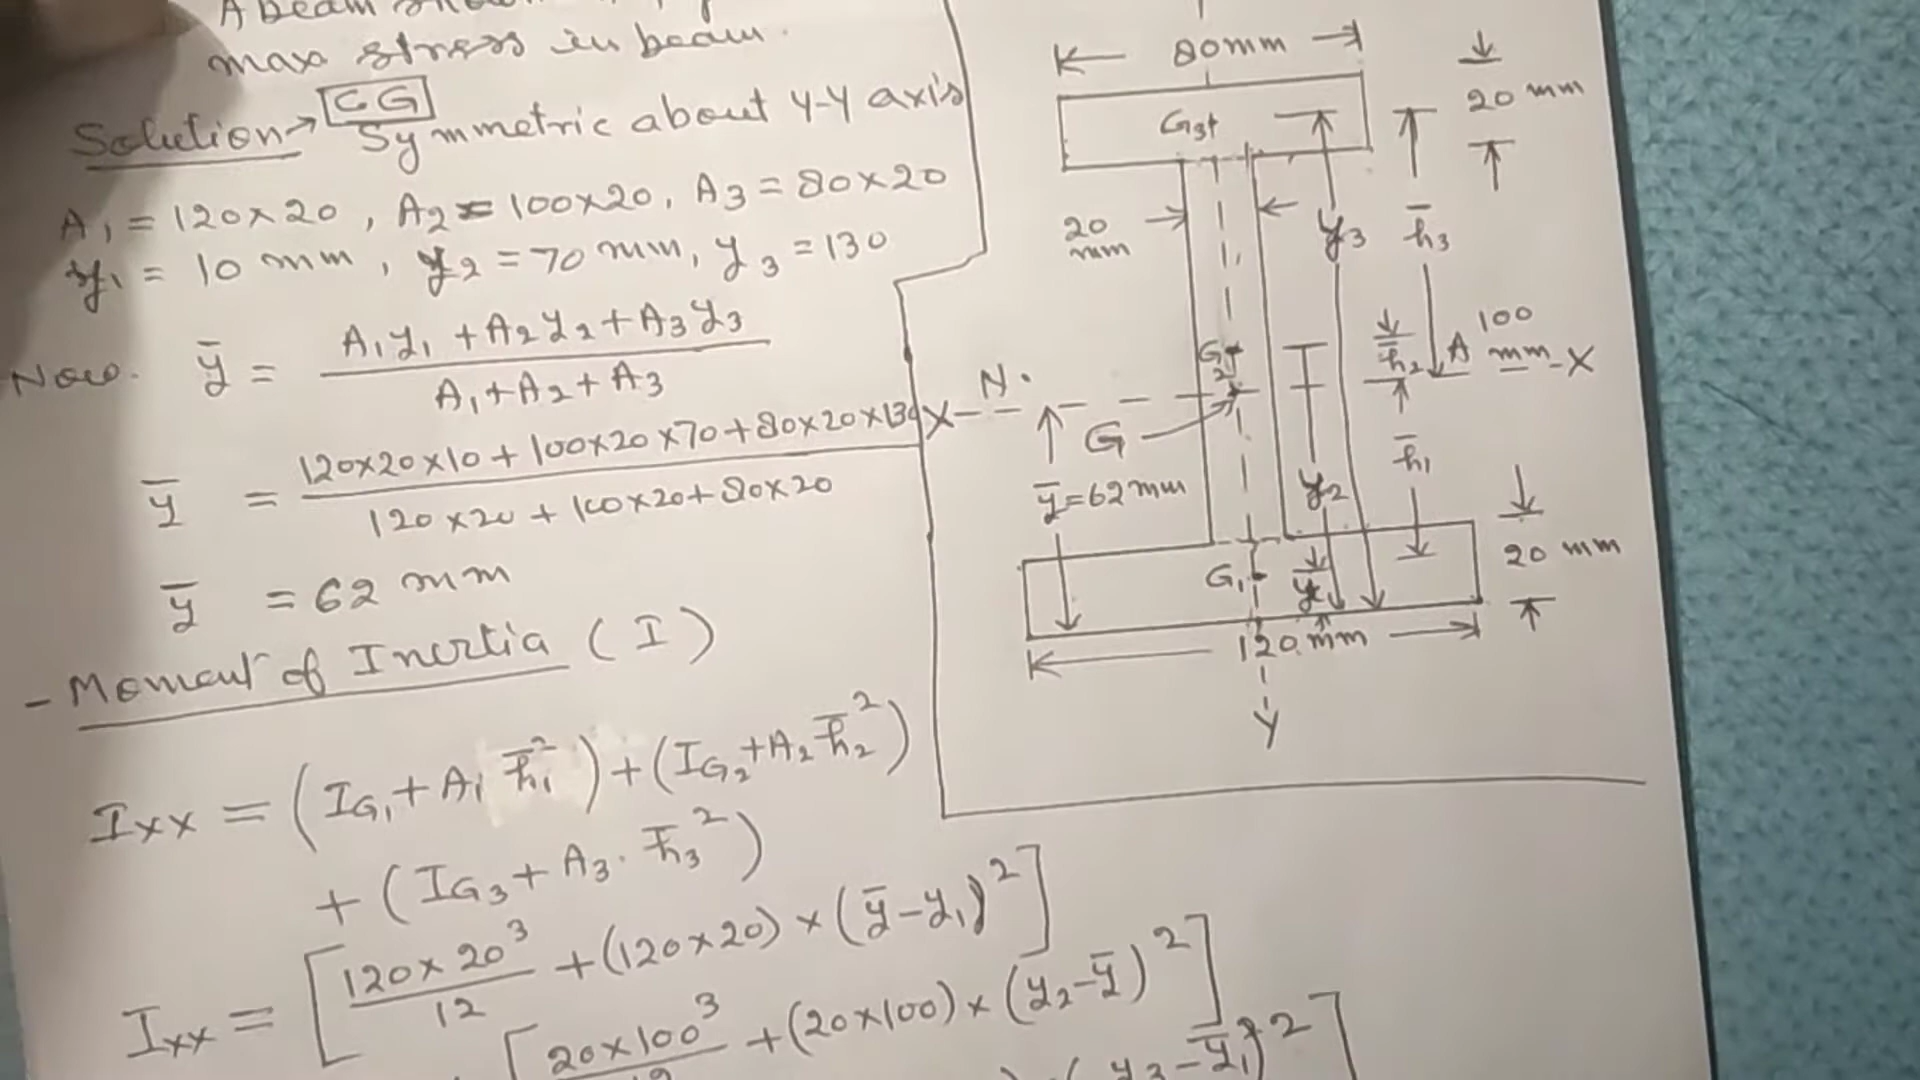 A beam
max stress in beam.
Solution→ CG
Symmetric about Y-Y axis
A₁ = 120×20, A₂ = 100×20, A₃ = 80×20
y₁ = 10 mm, y₂ = 70 mm, y₃ = 130
Now. ȳ = (A₁y₁ + A₂y₂ + A₃y₃) / (A₁ + A₂ + A₃)
ȳ = (120×20×10 + 100×20×70 + 80×20×130) / (120×20 + 100×20 + 80×20)
ȳ = 62 mm
- Moment of Inertia (I)
Ixx = (IG₁ + A₁ h̄₁²) + (IG₂ + A₂ h̄₂²)
+ (IG₃ + A₃ . h̄₃²)
Ixx = [120×20³/12 + (120×20) × (ȳ - y₁)²]
[20×100³/12 + (20×100) × (y₂ - ȳ)²]
80mm
20 mm
G₃
20 mm
y₃
h̄₃
100 mm
G₂
h̄₂
A
X
N.
X
G
ȳ = 62 mm
h̄₁
y₂
G₁
20 mm
120 mm
Y